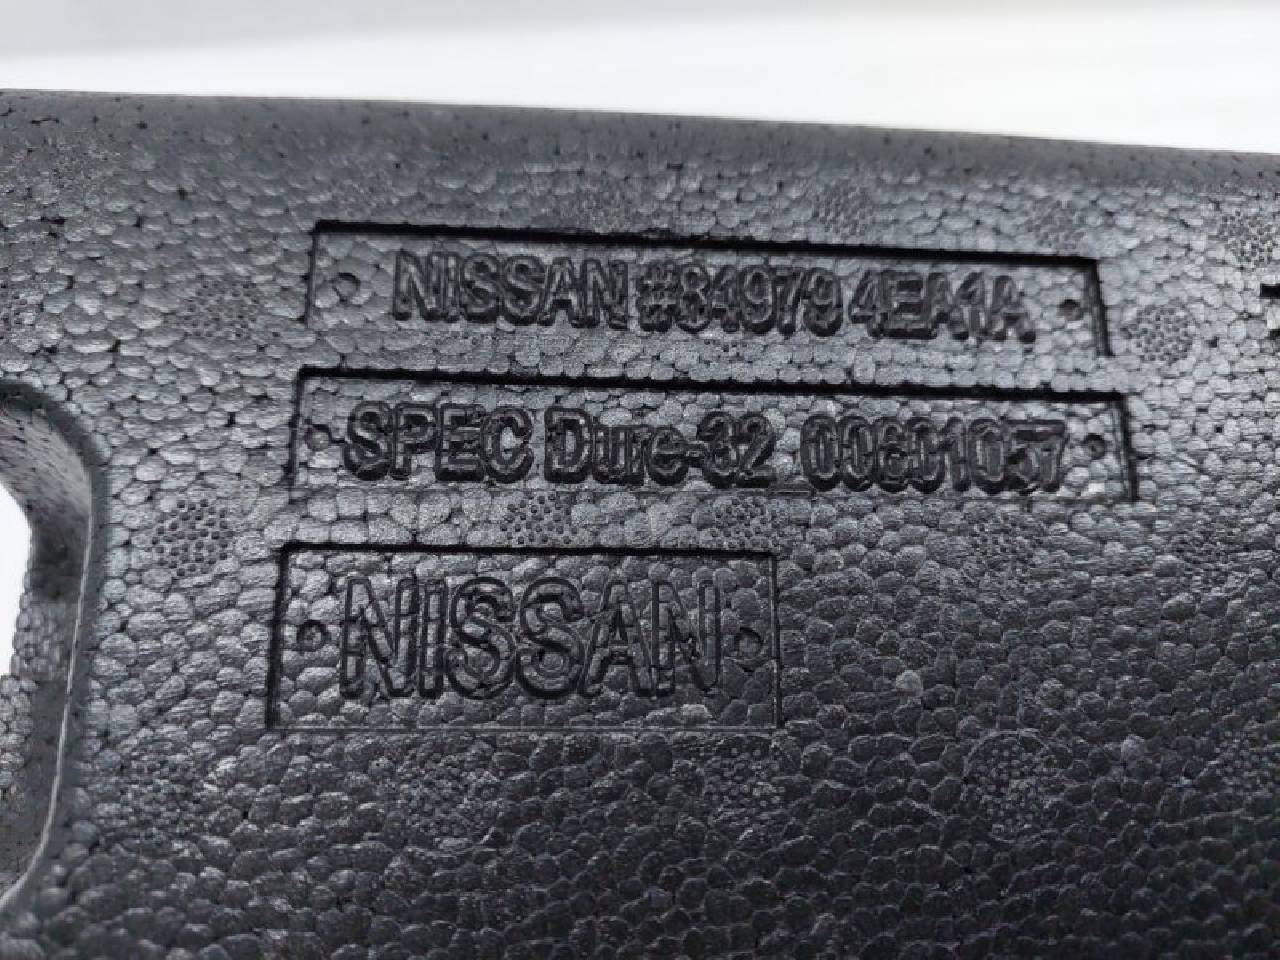 NISSAN #84979 4EA1A
SPEC Dure-32 00601057
NISSAN